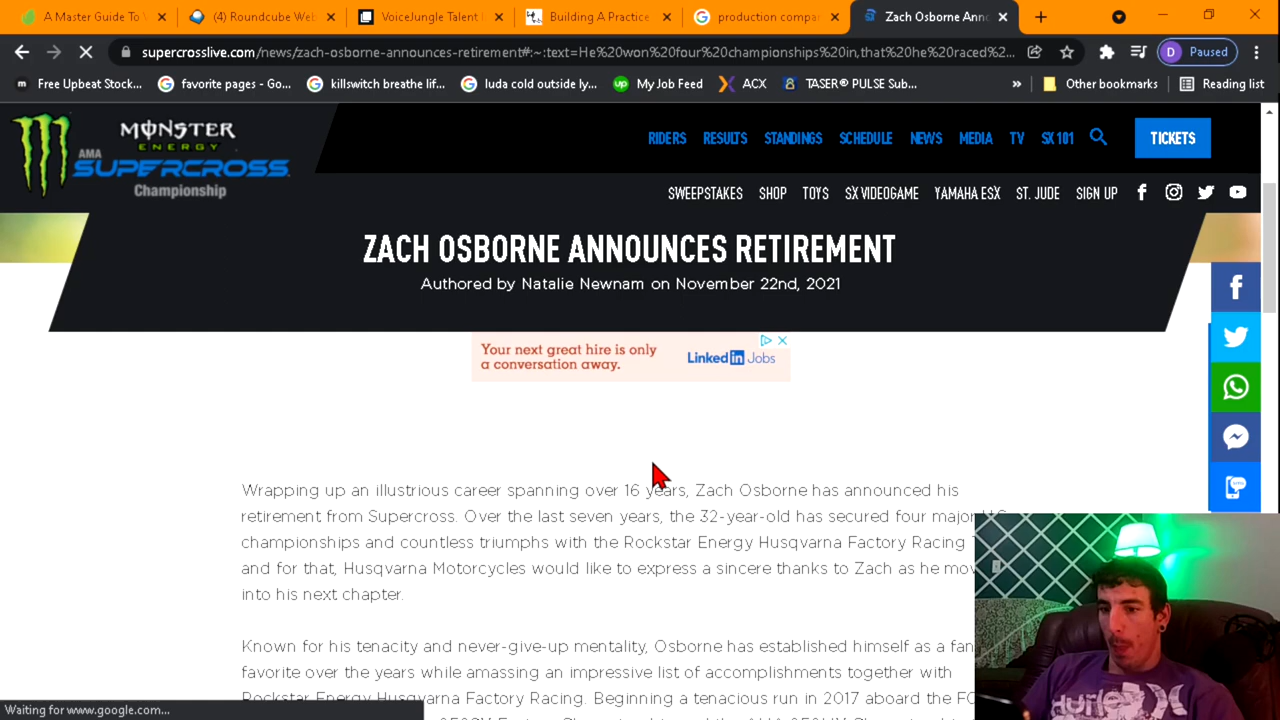 A Master Guide To V
(4) Roundcube Web
VoiceJungle Talent
Building A Practice
production compa
Zach Osborne Ann
supercrosslive.com/news/zach-osborne-announces-retirement#:~:text=He%20won%20four%20championships%20in,that%20he%20raced%2...
D Paused
Free Upbeat Stock...
favorite pages - Go...
killswitch breathe lif...
luda cold outside ly...
My Job Feed
ACX
TASER® PULSE Sub...
»
Other bookmarks
Reading list
MONSTER
ENERGY
AMA
SUPERCROSS
Championship
RIDERS RESULTS STANDINGS SCHEDULE NEWS MEDIA TV SX 101
TICKETS
SWEEPSTAKES SHOP TOYS SX VIDEOGAME YAMAHA ESX ST. JUDE SIGN UP
ZACH OSBORNE ANNOUNCES RETIREMENT
Authored by Natalie Newnam on November 22nd, 2021
Your next great hire is only
a conversation away.
Linked in Jobs
Wrapping up an illustrious career spanning over 16 years, Zach Osborne has announced his
retirement from Supercross. Over the last seven years, the 32-year-old has secured four major
championships and countless triumphs with the Rockstar Energy Husqvarna Factory Racing
and for that, Husqvarna Motorcycles would like to express a sincere thanks to Zach as he mov
into his next chapter.
Known for his tenacity and never-give-up mentality, Osborne has established himself as a fan
favorite over the years while amassing an impressive list of accomplishments together with
Rockstar Energy Husqvarna Factory Racing. Beginning a tenacious run in 2017 aboard the FC
Waiting for www.google.com...
Hurley